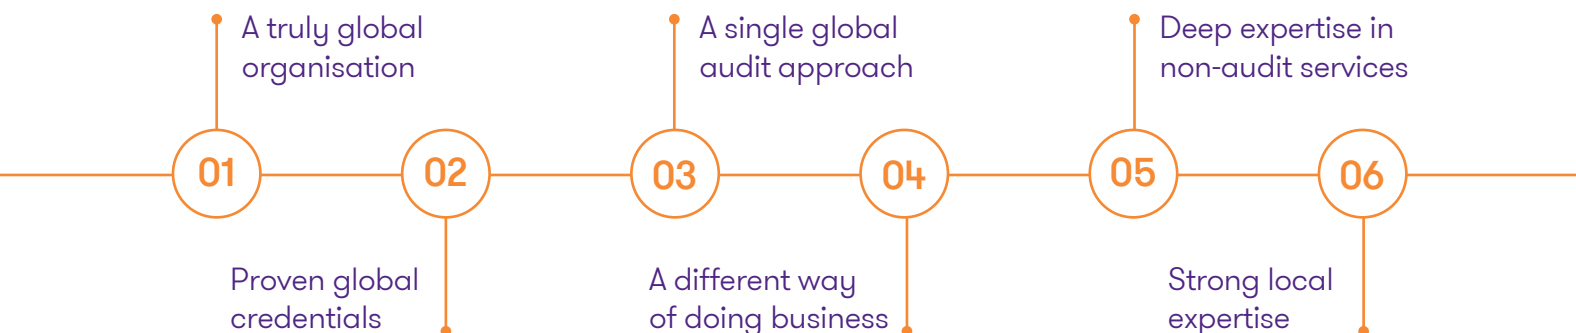 A truly global
organisation
A single global
audit approach
Deep expertise in
non-audit services
01
02
03
04
05
06
Proven global
credentials
A different way
of doing business
Strong local
expertise